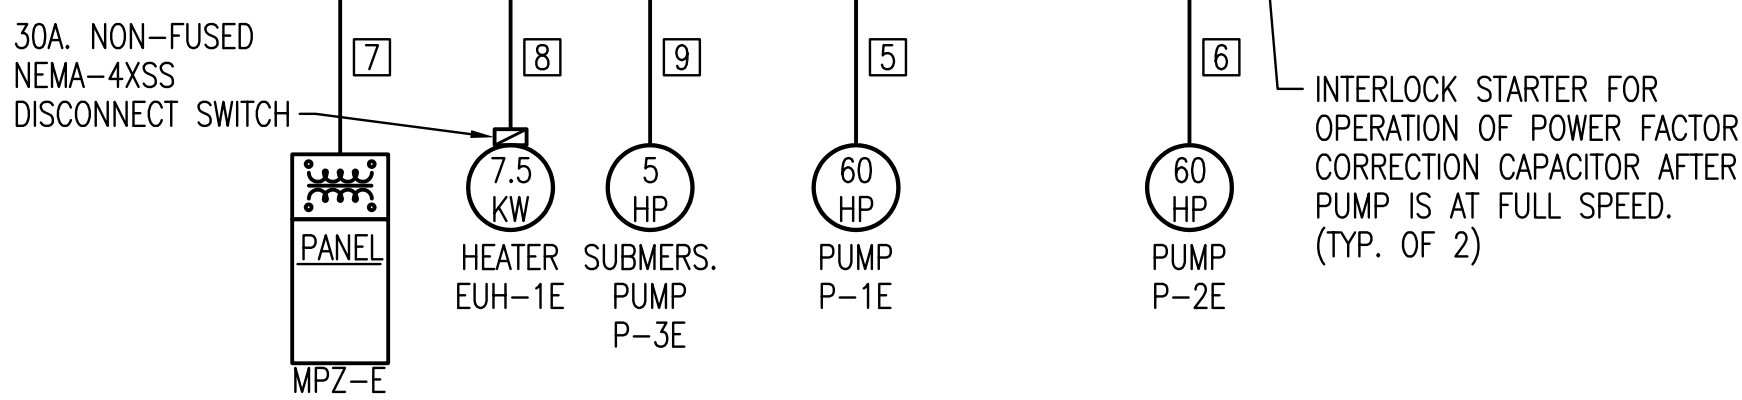 30A. NON-FUSED
NEMA-4XSS
DISCONNECT SWITCH
7
8
9
5
6
INTERLOCK STARTER FOR
OPERATION OF POWER FACTOR
CORRECTION CAPACITOR AFTER
PUMP IS AT FULL SPEED.
(TYP. OF 2)
PANEL
MPZ-E
7.5
KW
HEATER
EUH-1E
5
HP
SUBMERS.
PUMP
P-3E
60
HP
PUMP
P-1E
60
HP
PUMP
P-2E